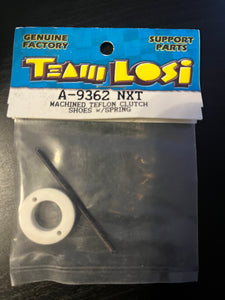 GENUINE FACTORY
SUPPORT PARTS
TEAM LOSI
A-9362 NXT
MACHINED TEFLON CLUTCH
SHOES w/SPRING